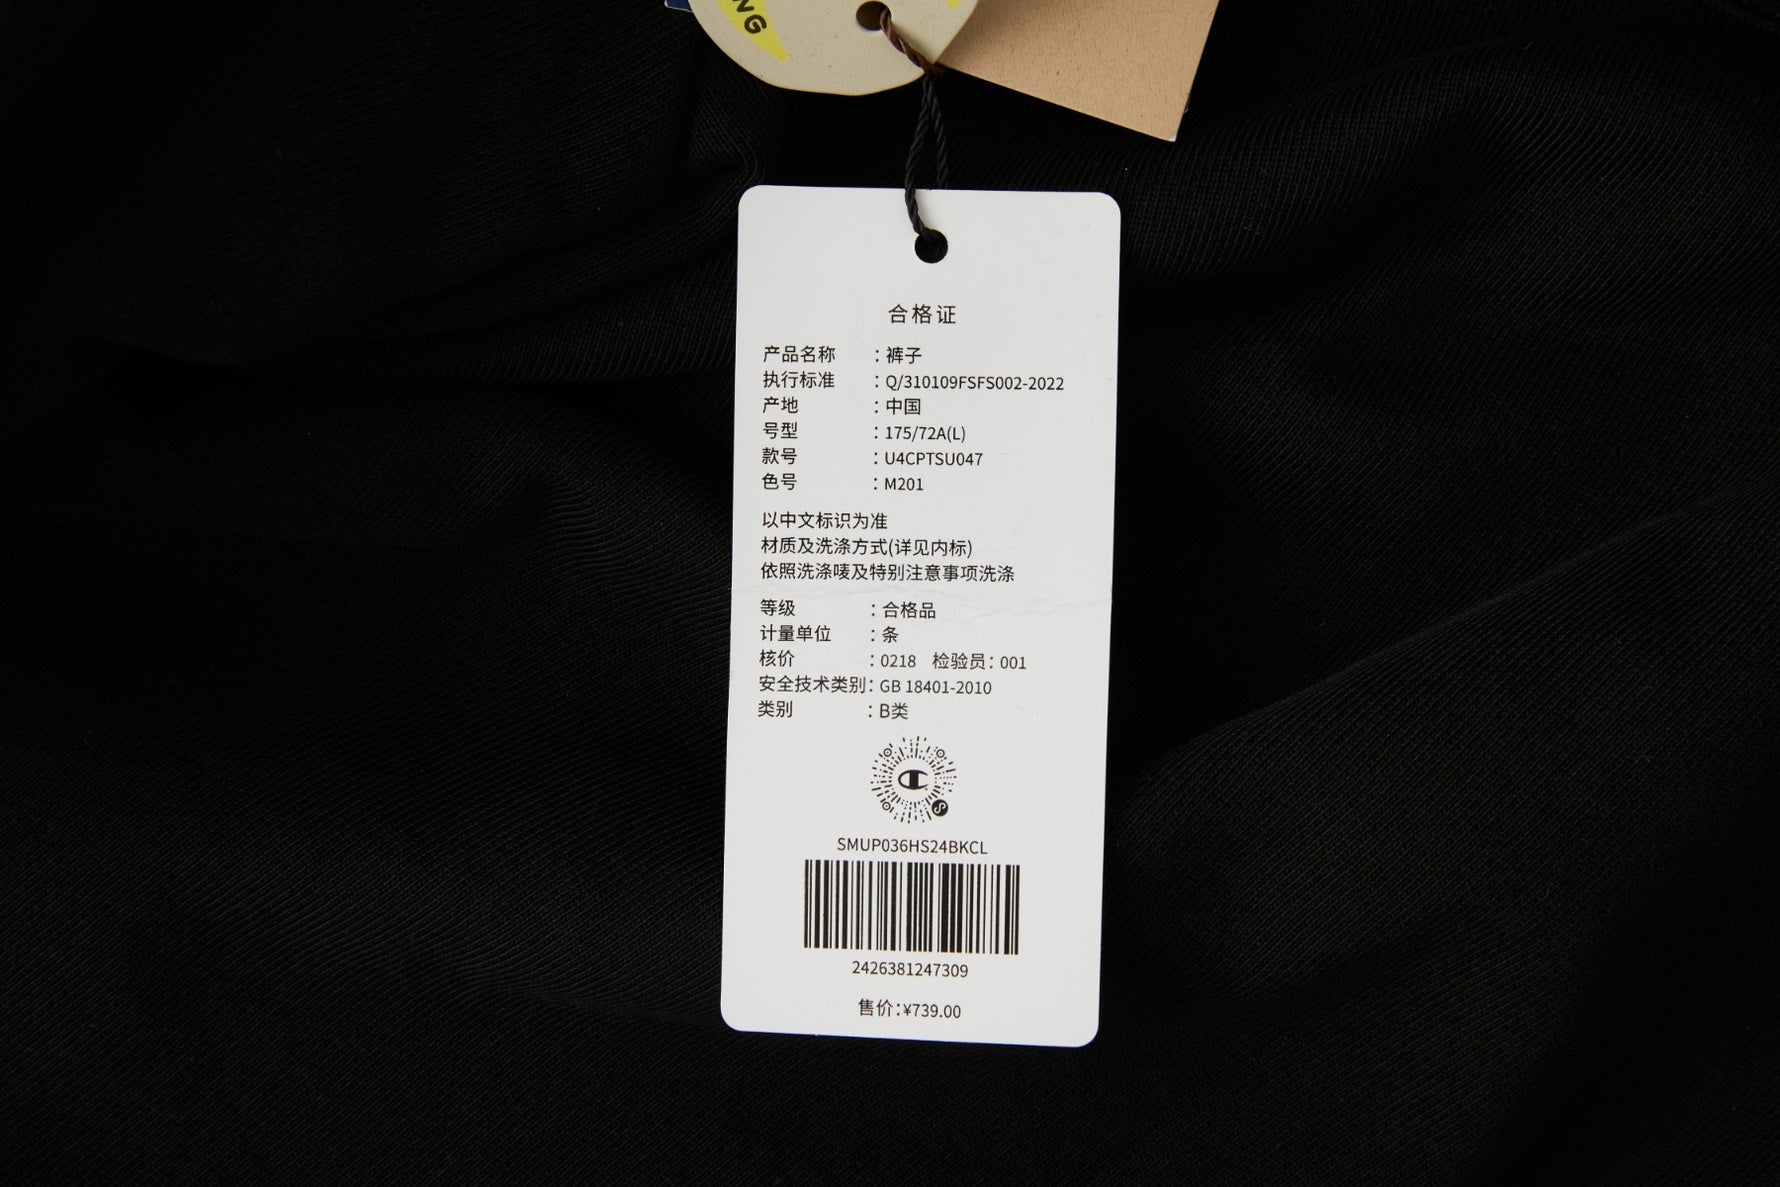 NG
合格证
产品名称 : 裤子
执行标准 : Q/310109FSFS002-2022
产地 : 中国
号型 : 175/72A(L)
款号 : U4CPTSU047
色号 : M201
以中文标识为准
材质及洗涤方式(详见内标)
依照洗涤唛及特别注意事项洗涤
等级 : 合格品
计量单位 : 条
核价 : 0218 检验员: 001
安全技术类别: GB 18401-2010
类别 : B类
SMUP036HS24BKCL
2426381247309
售价:¥739.00